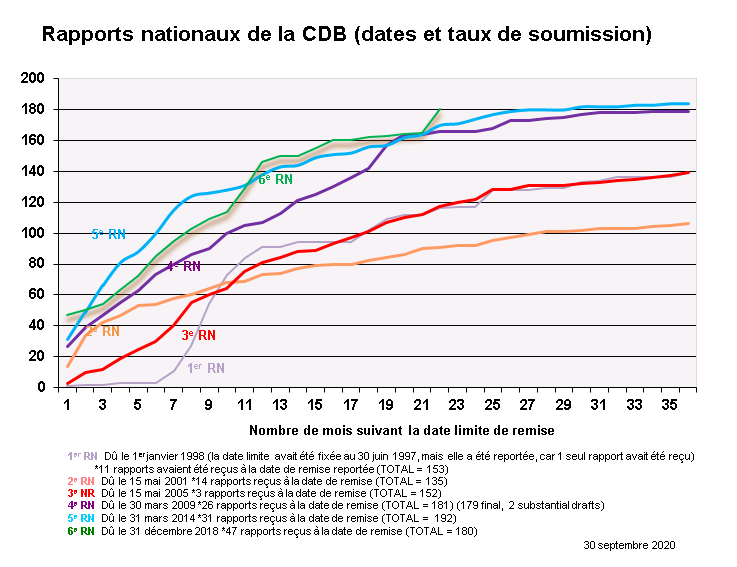 Rapports nationaux de la CDB (dates et taux de soumission)
200
180
160
140
120
100
80
60
40
20
0
6e RN
5e RN
4e RN
2e RN
3e RN
1er RN
1 3 5 7 9 11 13 15 17 19 21 23 25 27 29 31 33 35
Nombre de mois suivant la date limite de remise
1er RN Dû le 1er janvier 1998 (la date limite avait été fixée au 30 juin 1997, mais elle a été reportée, car 1 seul rapport avait été reçu)
*11 rapports avaient été reçus à la date de remise reportée (TOTAL = 153)
2e RN Dû le 15 mai 2001 *14 rapports reçus à la date de remise (TOTAL = 135)
3e NR Dû le 15 mai 2005 *3 rapports reçus à la date de remise (TOTAL = 152)
4e RN Dû le 30 mars 2009 *26 rapports reçus à la date de remise (TOTAL = 181) (179 final, 2 substantial drafts)
5e RN Dû le 31 mars 2014 *31 rapports reçus à la date de remise (TOTAL = 192)
6e RN Dû le 31 décembre 2018 *47 rapports reçus à la date de remise (TOTAL = 180)
30 septembre 2020